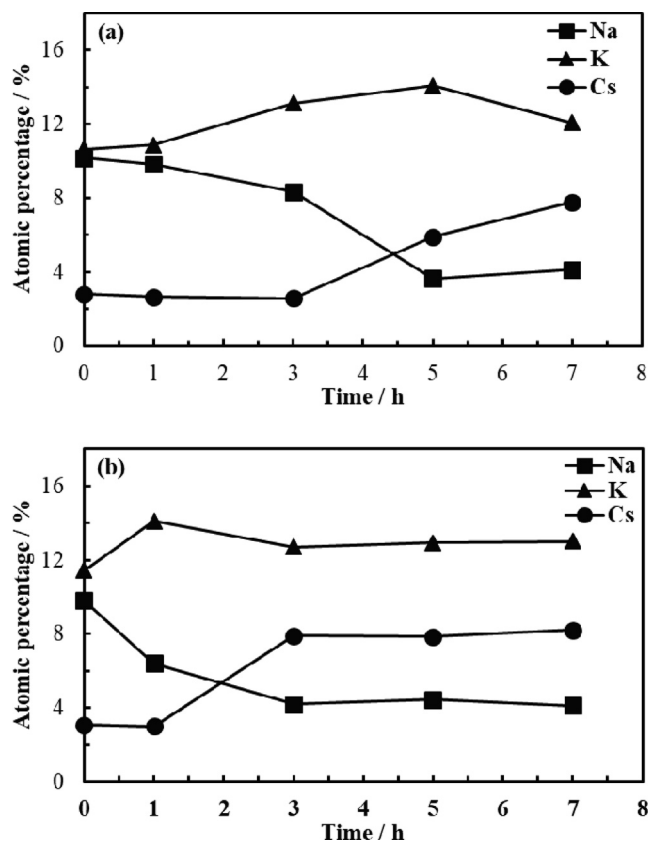 (a)
Na
K
Cs
16
12
8
4
0
Atomic percentage / %
0 1 2 3 4 5 6 7 8
Time / h
(b)
Na
K
Cs
16
12
8
4
0
Atomic percentage / %
0 1 2 3 4 5 6 7 8
Time / h